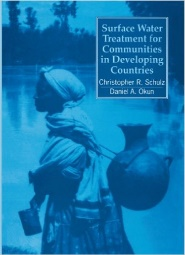 Surface Water
Treatment for
Communities
in Developing
Countries
Christopher R. Schulz
Daniel A. Okun